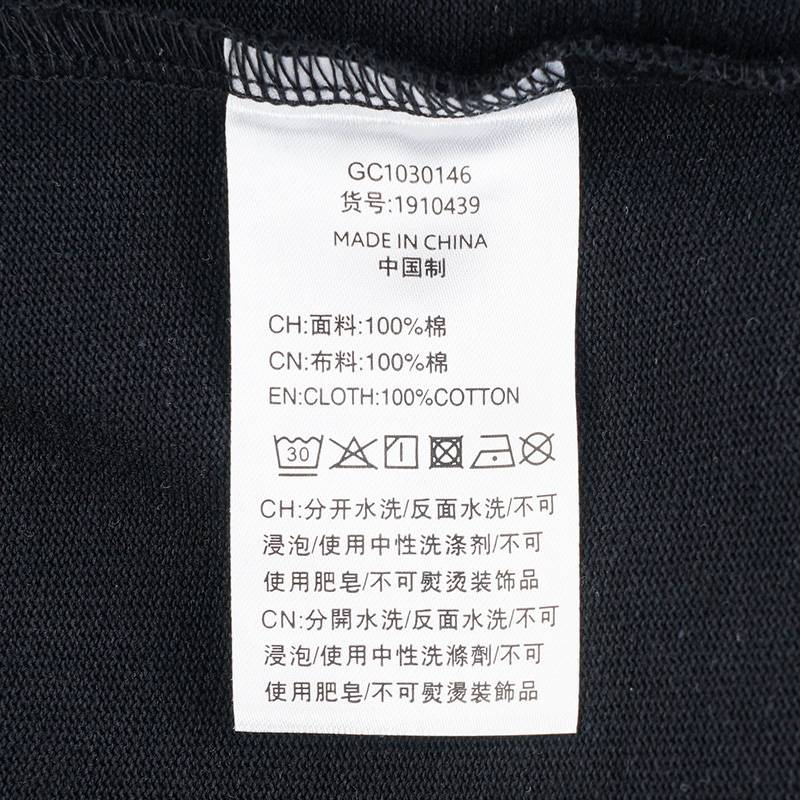 GC1030146
货号:1910439
MADE IN CHINA
中国制
CH:面料:100%棉
CN:布料:100%棉
EN:CLOTH:100%COTTON
30
CH:分开水洗/反面水洗/不可
浸泡/使用中性洗涤剂/不可
使用肥皂/不可熨烫装饰品
CN:分開水洗/反面水洗/不可
浸泡/使用中性洗滌劑/不可
使用肥皂/不可熨燙裝飾品